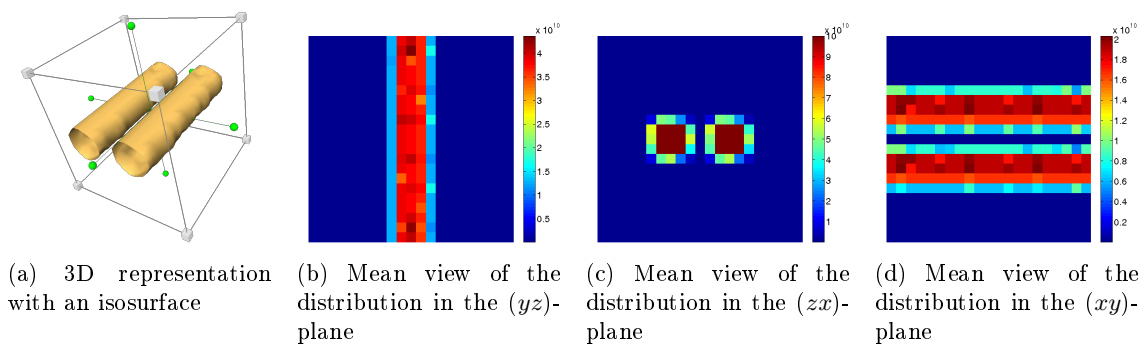 x 10^10
4
3.5
3
2.5
2
1.5
1
0.5
x 10^10
10
9
8
7
6
5
4
3
2
1
x 10^10
2
1.8
1.6
1.4
1.2
1
0.8
0.6
0.4
0.2
(a) 3D representation
with an isosurface
(b) Mean view of the
distribution in the (yz)-
plane
(c) Mean view of the
distribution in the (zx)-
plane
(d) Mean view of the
distribution in the (xy)-
plane